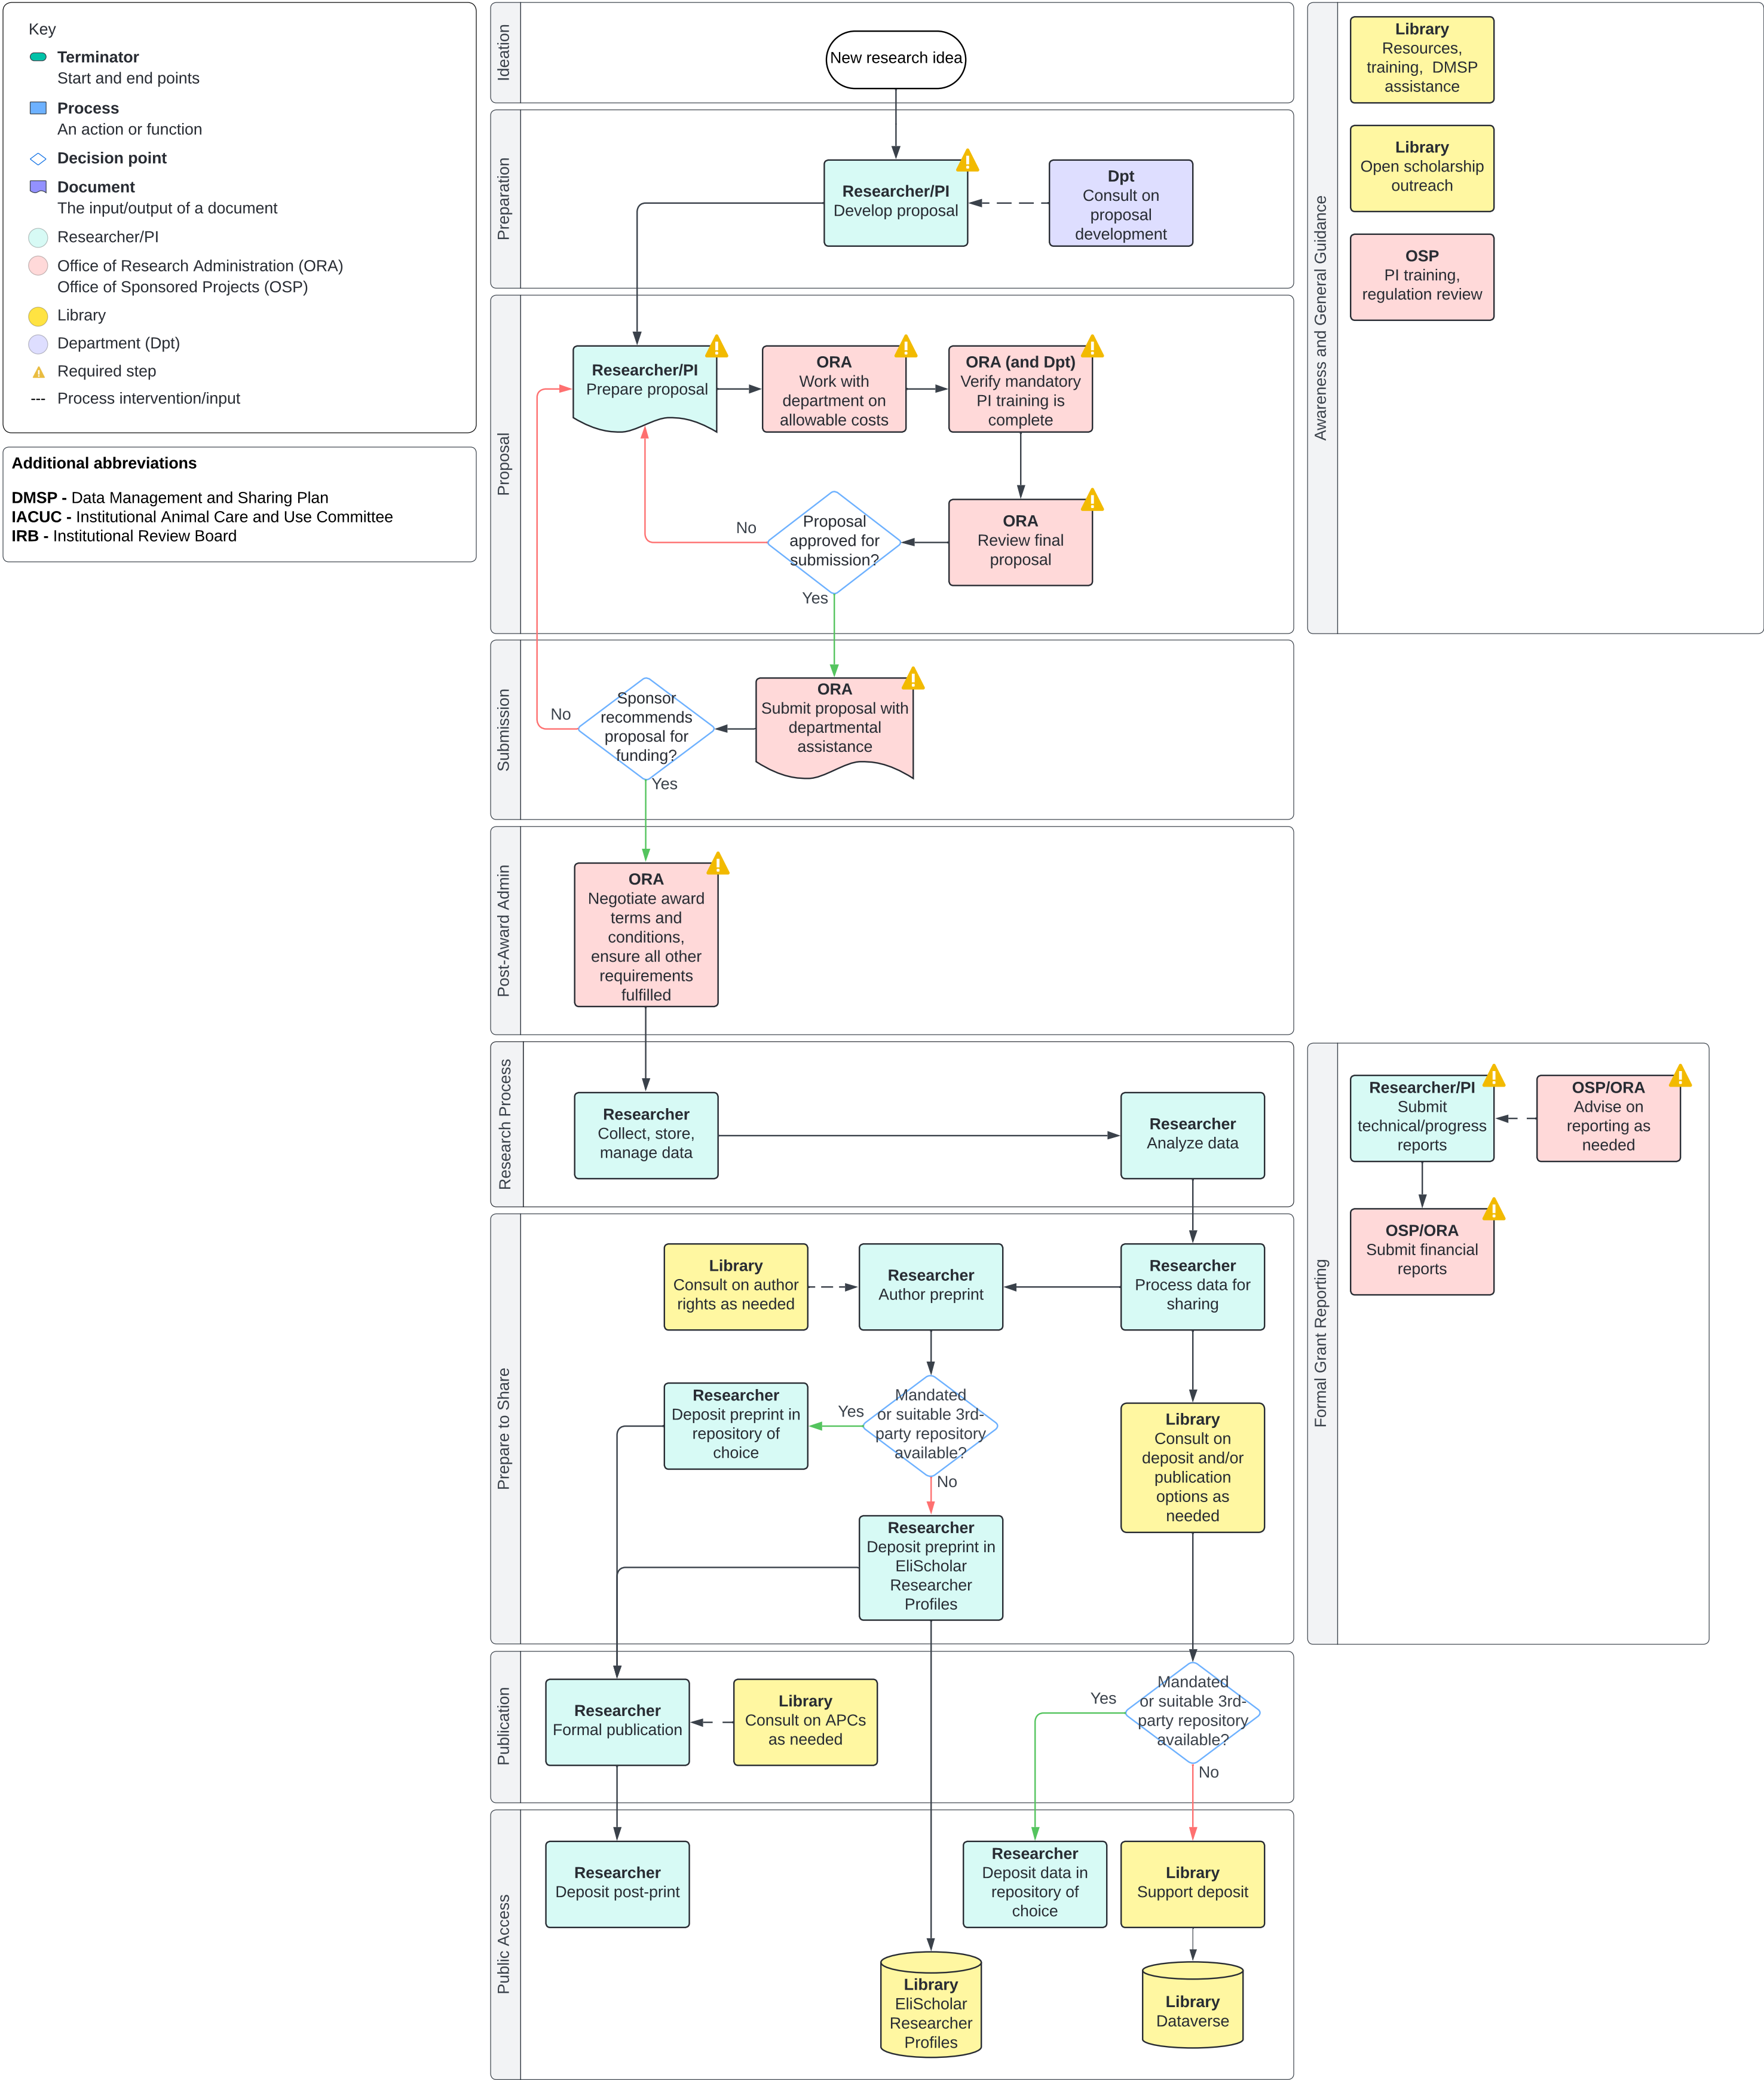 Key
Terminator
Start and end points
Process
An action or function
Decision point
Document
The input/output of a document
Researcher/PI
Office of Research Administration (ORA)
Office of Sponsored Projects (OSP)
Library
Department (Dpt)
Required step
Process intervention/input
Additional abbreviations
DMSP - Data Management and Sharing Plan
IACUC - Institutional Animal Care and Use Committee
IRB - Institutional Review Board
Ideation
New research idea
Preparation
Researcher/PI
Develop proposal
Dpt
Consult on
proposal
development
Proposal
Researcher/PI
Prepare proposal
ORA
Work with
department on
allowable costs
ORA (and Dpt)
Verify mandatory
PI training is
complete
ORA
Review final
proposal
Proposal
approved for
submission?
No
Yes
Submission
ORA
Submit proposal with
departmental
assistance
Sponsor
recommends
proposal for
funding?
No
Yes
Post-Award Admin
ORA
Negotiate award
terms and
conditions,
ensure all other
requirements
fulfilled
Research Process
Researcher
Collect, store,
manage data
Researcher
Analyze data
Prepare to Share
Library
Consult on author
rights as needed
Researcher
Author preprint
Researcher
Process data for
sharing
Researcher
Deposit preprint in
repository of
choice
Yes
Mandated
or suitable 3rd-
party repository
available?
No
Library
Consult on
deposit and/or
publication
options as
needed
Researcher
Deposit preprint in
EliScholar
Researcher
Profiles
Publication
Researcher
Formal publication
Library
Consult on APCs
as needed
Yes
Mandated
or suitable 3rd-
party repository
available?
No
Public Access
Researcher
Deposit post-print
Researcher
Deposit data in
repository of
choice
Library
Support deposit
Library
EliScholar
Researcher
Profiles
Library
Dataverse
Awareness and General Guidance
Library
Resources,
training, DMSP
assistance
Library
Open scholarship
outreach
OSP
PI training,
regulation review
Formal Grant Reporting
Researcher/PI
Submit
technical/progress
reports
OSP/ORA
Advise on
reporting as
needed
OSP/ORA
Submit financial
reports